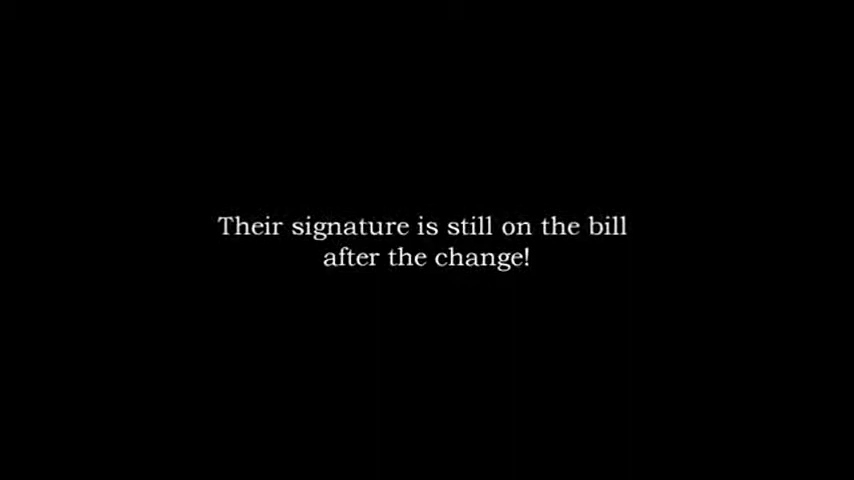 Their signature is still on the bill
after the change!